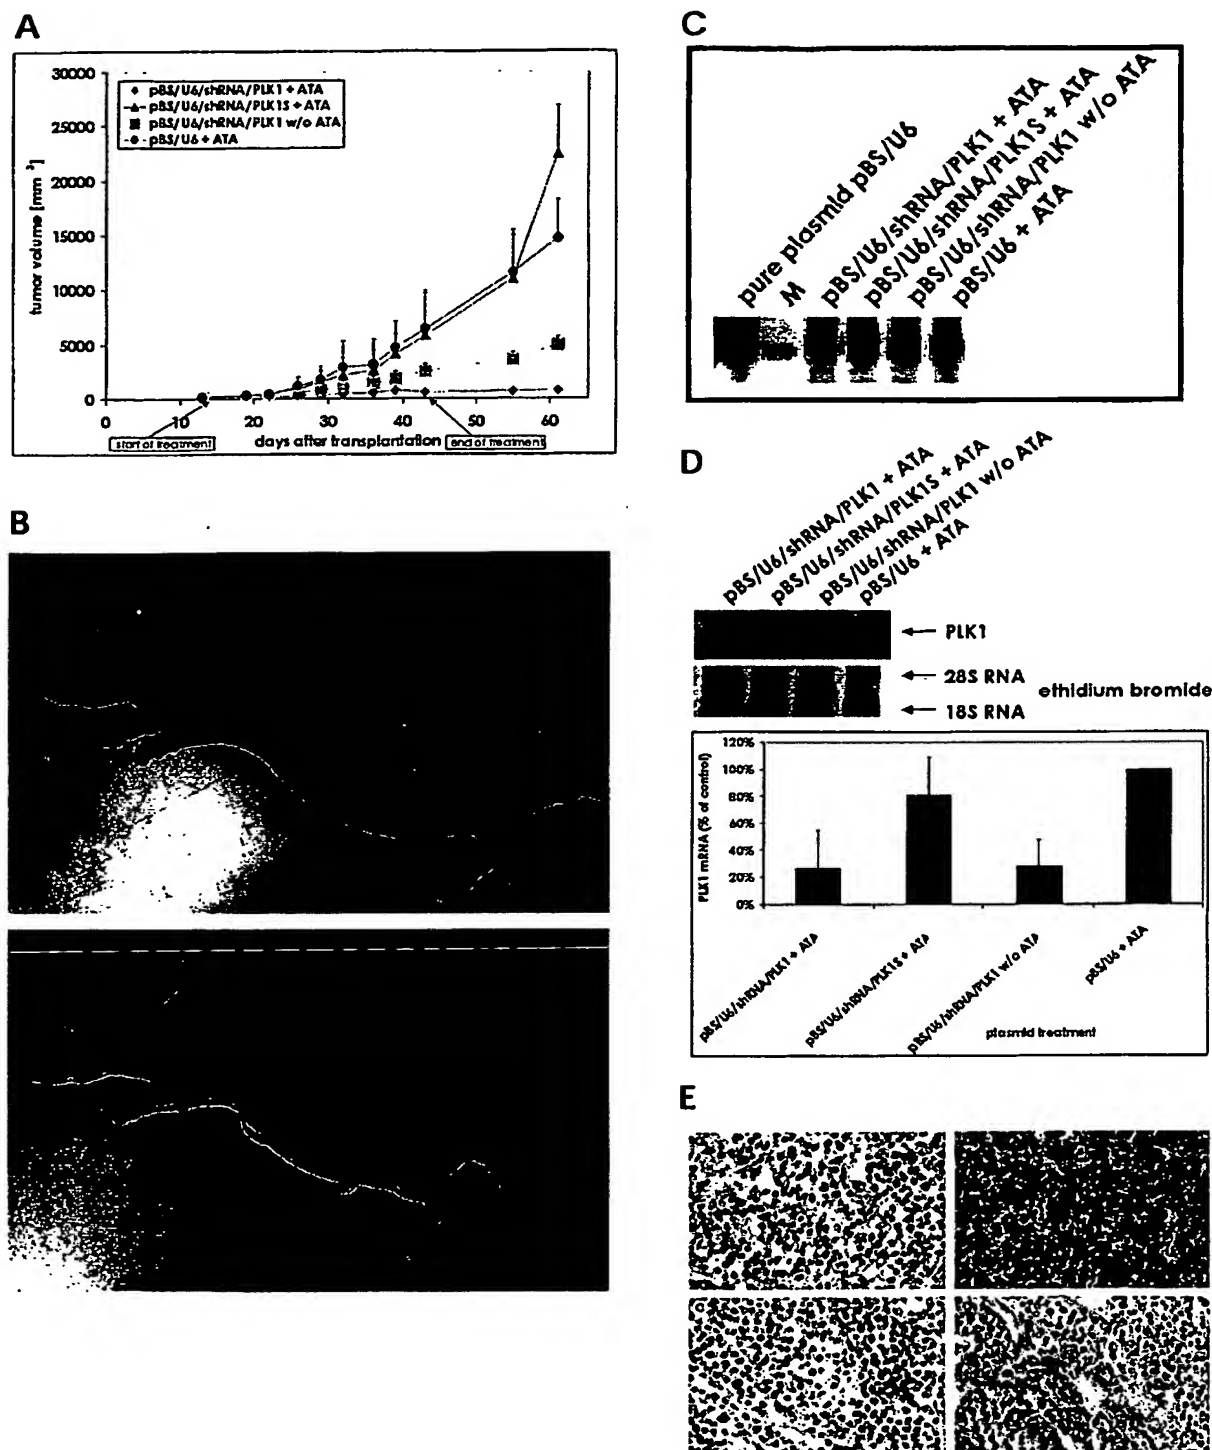 A
30000
25000
20000
15000
10000
5000
0
tumor volume [mm³]
pBS/U6/shRNA/PLK1 + ATA
pBS/U6/shRNA/PLK1S + ATA
pBS/U6/shRNA/PLK1 w/o ATA
pBS/U6 + ATA
0 10 20 30 40 50 60
start of treatment
days after transplantation
end of treatment
B
C
pure plasmid pBS/U6
M
pBS/U6/shRNA/PLK1 + ATA
pBS/U6/shRNA/PLK1S + ATA
pBS/U6/shRNA/PLK1 w/o ATA
pBS/U6 + ATA
D
pBS/U6/shRNA/PLK1 + ATA
pBS/U6/shRNA/PLK1S + ATA
pBS/U6/shRNA/PLK1 w/o ATA
pBS/U6 + ATA
PLK1
28S RNA
18S RNA
ethidium bromide
PLK1 mRNA (% of control)
120%
100%
80%
60%
40%
20%
0%
pBS/U6/shRNA/PLK1 + ATA
pBS/U6/shRNA/PLK1S + ATA
pBS/U6/shRNA/PLK1 w/o ATA
pBS/U6 + ATA
plasmid treatment
E